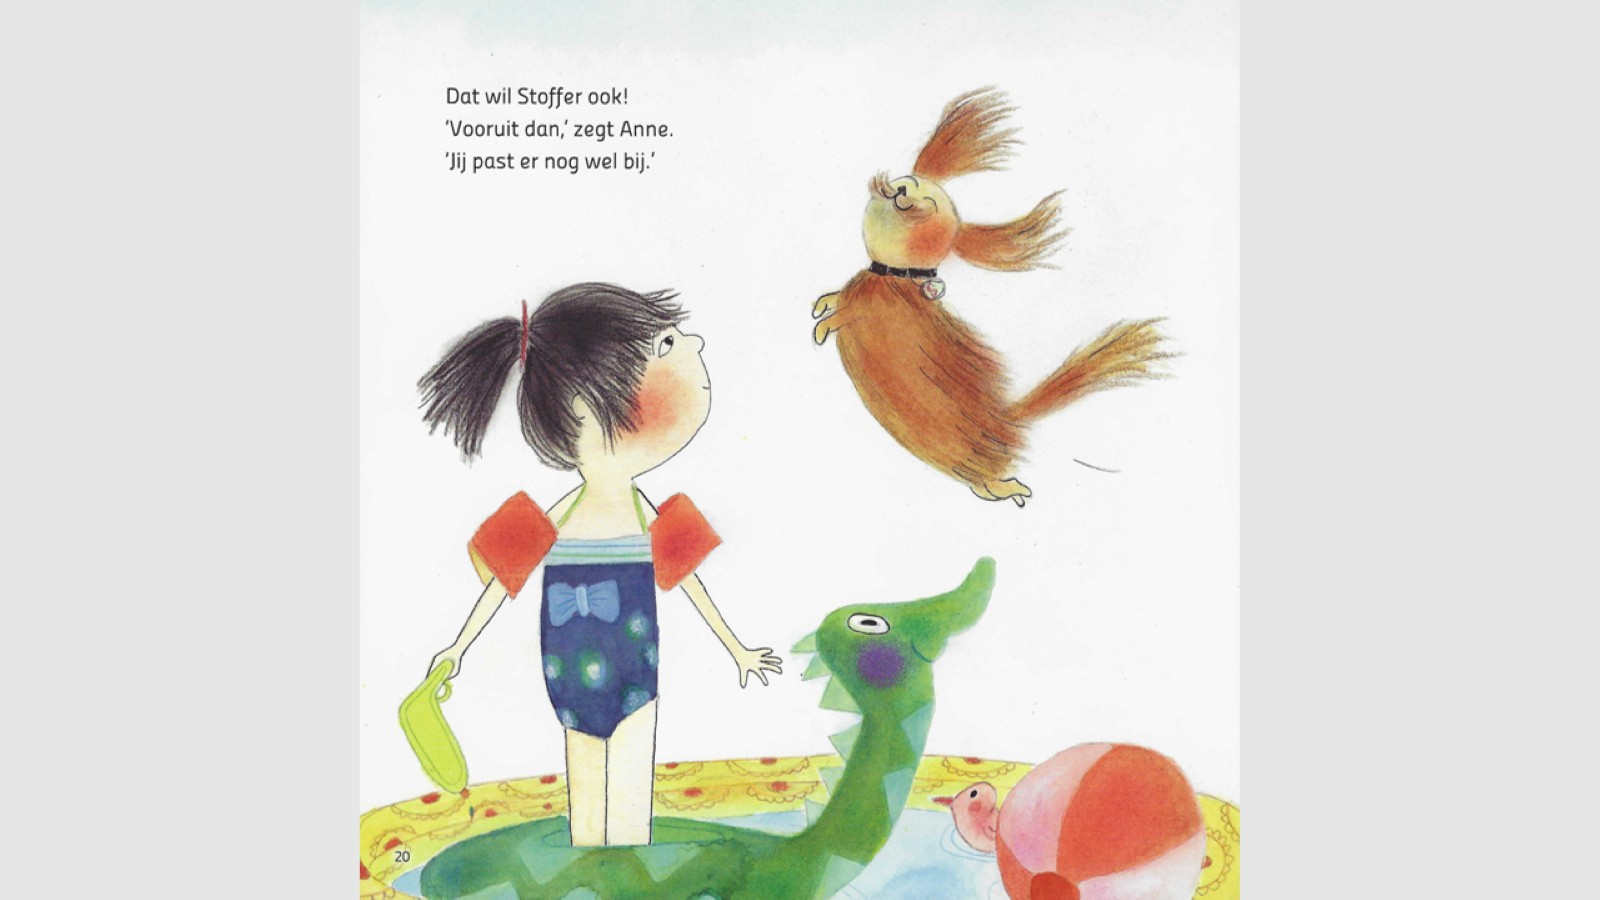 Dat wil Stoffer ook!
‘Vooruit dan,‘ zegt Anne.
‘Jij past er nog wel bij.’
20